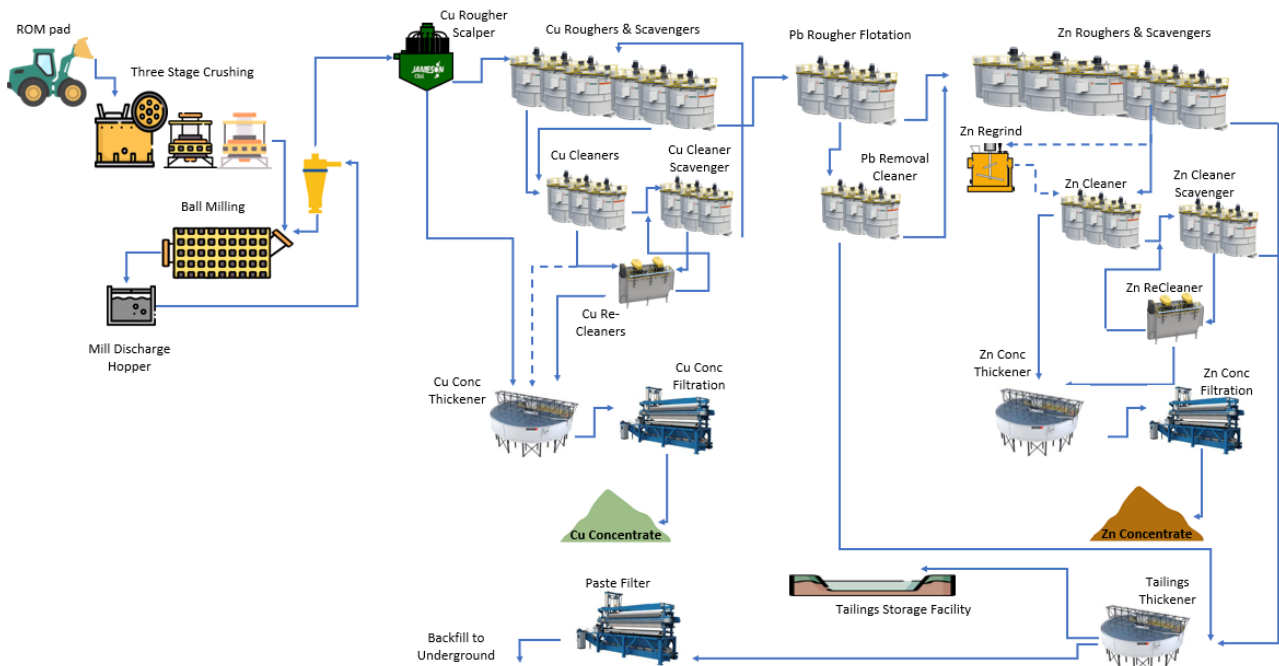 ROM pad
Three Stage Crushing
Ball Milling
Mill Discharge
Hopper
Cu Rougher
Scalper
JAMESON
CELL
Cu Roughers & Scavengers
Pb Rougher Flotation
Zn Roughers & Scavengers
Cu Cleaners
Cu Cleaner
Scavenger
Pb Removal
Cleaner
Zn Regrind
Zn Cleaner
Zn Cleaner
Scavenger
Cu Re-
Cleaners
Zn ReCleaner
Cu Conc
Thickener
Cu Conc
Filtration
Zn Conc
Thickener
Zn Conc
Filtration
Cu Concentrate
Zn Concentrate
Paste Filter
Tailings Storage Facility
Tailings
Thickener
Backfill to
Underground